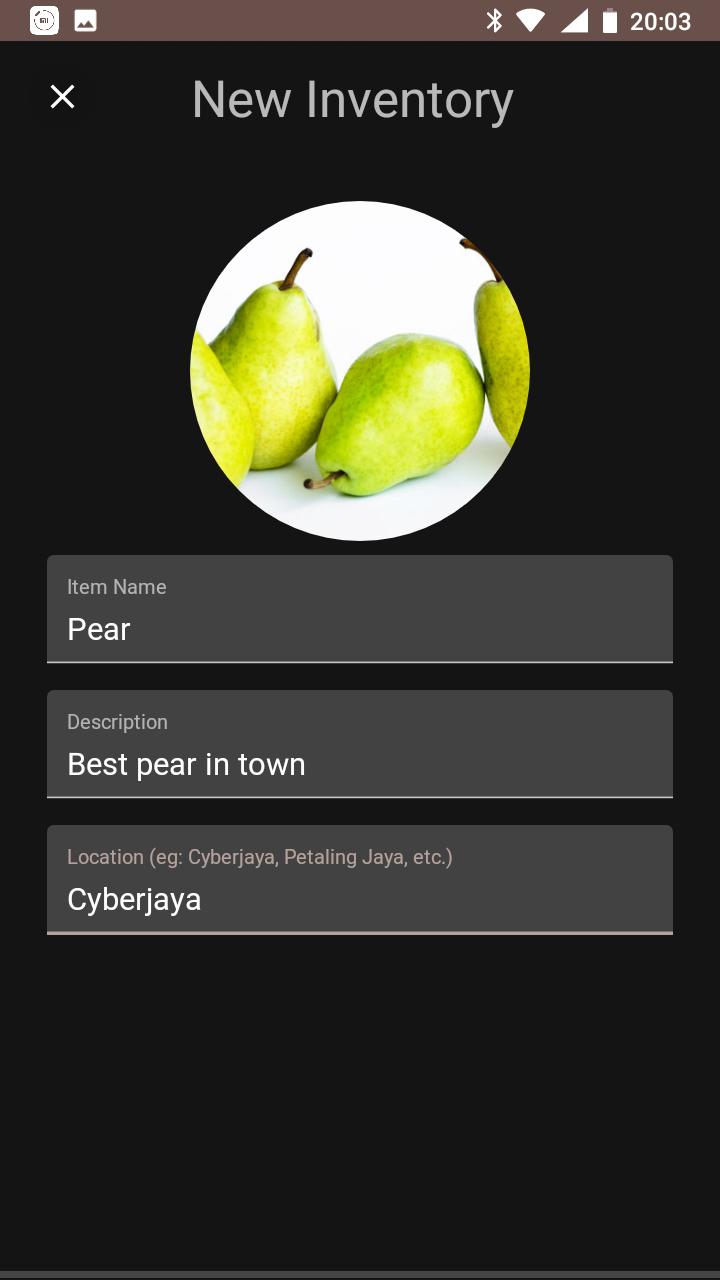 20:03
New Inventory
Item Name
Pear
Description
Best pear in town
Location (eg: Cyberjaya, Petaling Jaya, etc.)
Cyberjaya